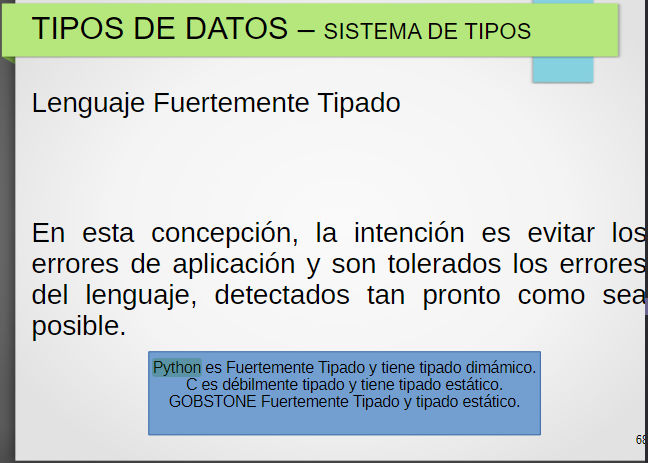 TIPOS DE DATOS – SISTEMA DE TIPOS
Lenguaje Fuertemente Tipado
En esta concepción, la intención es evitar los
errores de aplicación y son tolerados los errores
del lenguaje, detectados tan pronto como sea
posible.
Python es Fuertemente Tipado y tiene tipado dimámico.
C es débilmente tipado y tiene tipado estático.
GOBSTONE Fuertemente Tipado y tipado estático.
68